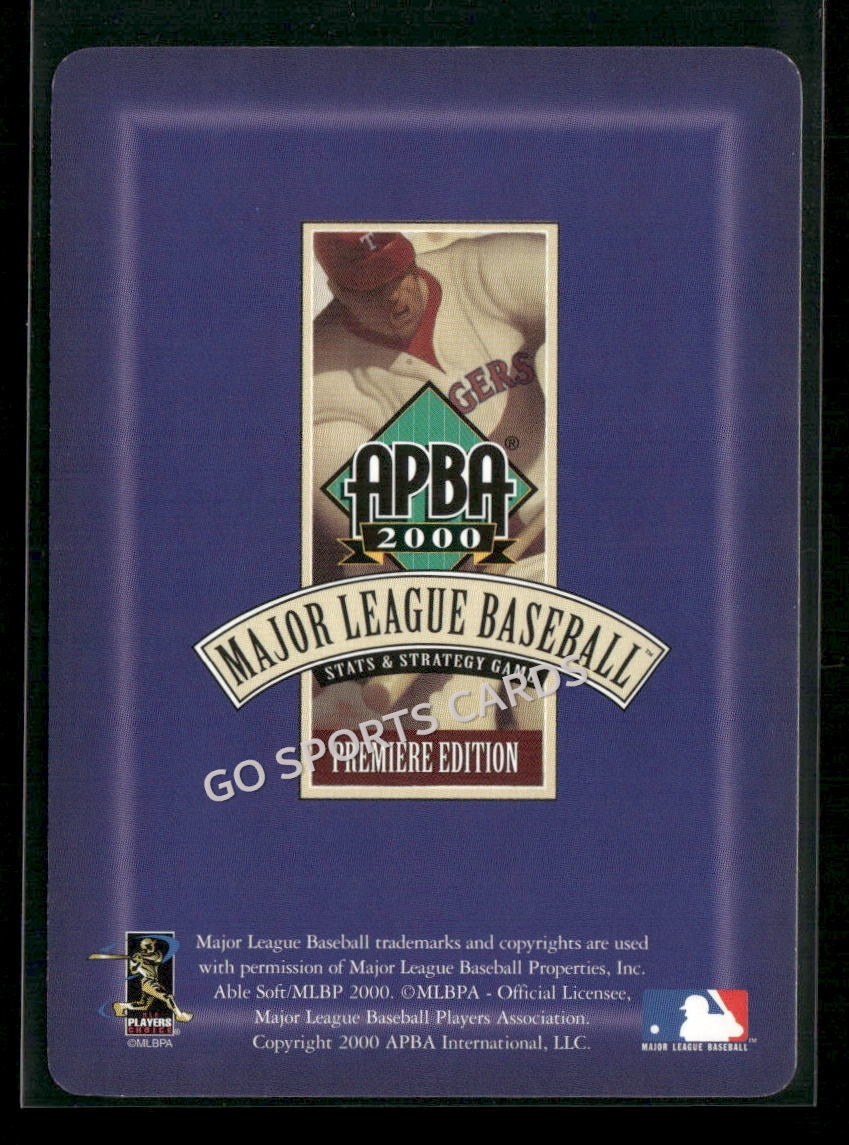 T
GERS
APBA®
2000
MAJOR LEAGUE BASEBALL™
STATS & STRATEGY GAME
GO SPORTS CARDS
PREMIERE EDITION
Major League Baseball trademarks and copyrights are used
with permission of Major League Baseball Properties, Inc.
Able Soft/MLBP 2000. ©MLBPA - Official Licensee,
Major League Baseball Players Association.
Copyright 2000 APBA International, LLC.
PLAYERS
CHOICE®
©MLBPA
MAJOR LEAGUE BASEBALL™